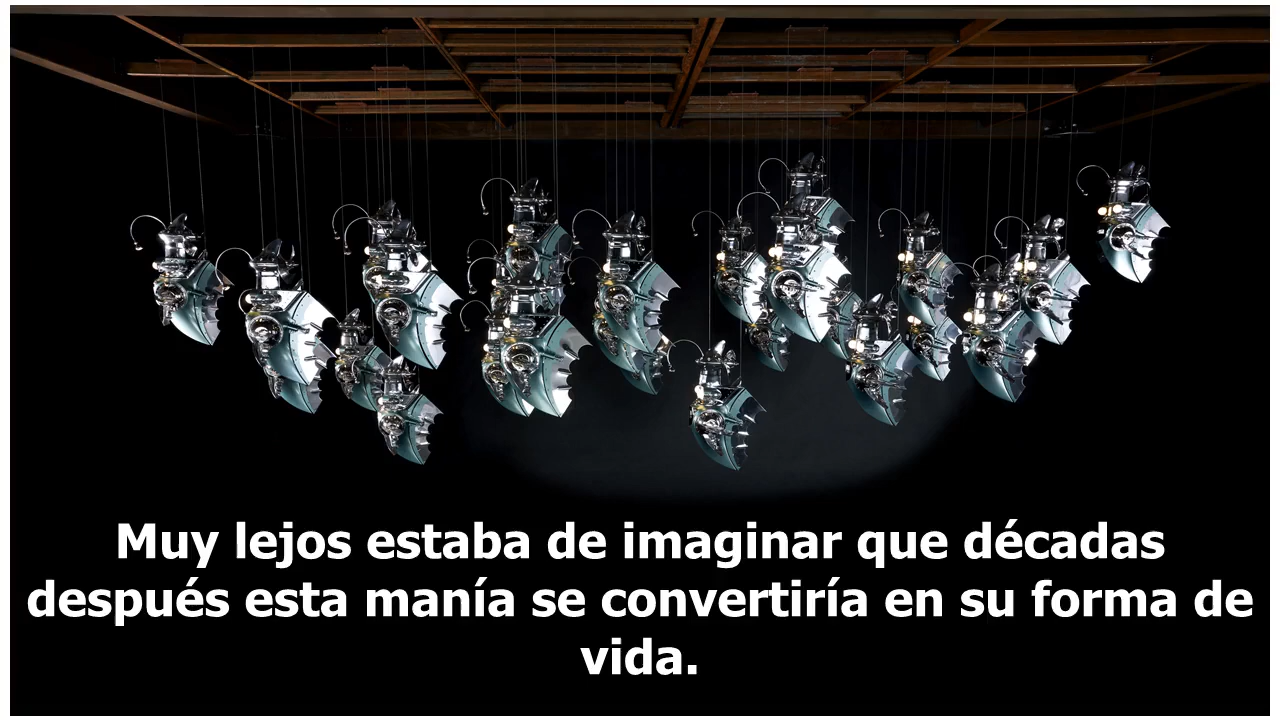 Muy lejos estaba de imaginar que décadas
después esta manía se convertiría en su forma de
vida.